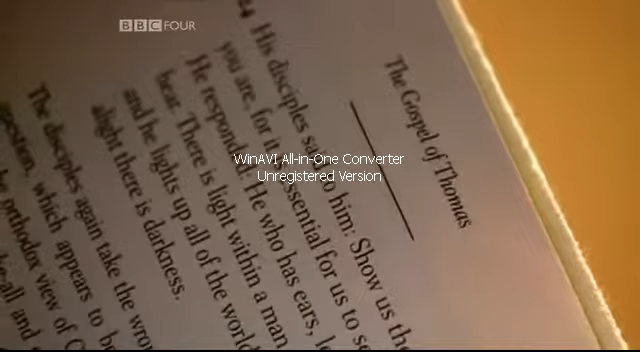 BBC FOUR
The Gospel of Thomas
24 His disciples said to him: Show us the
you are, for it is essential for us to se
He responded: He who has ears, le
hear. There is light within a man
and he lights up all of the world
alight there is darkness.
The disciples again take the wron
question, which appears to be
orthodox view of C
all and
WinAVI All-in-One Converter
Unregistered Version